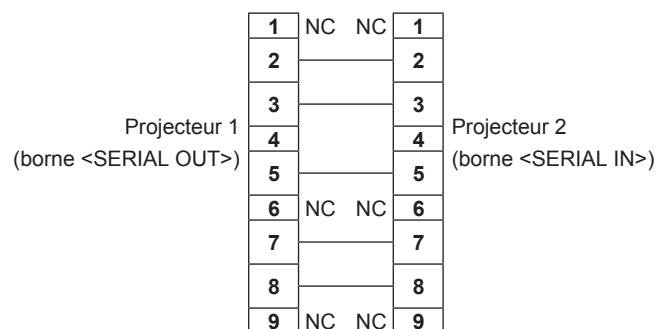 1 NC NC 1
2 2
3 3
Projecteur 1
(borne <SERIAL OUT>)
4 4
Projecteur 2
(borne <SERIAL IN>)
5 5
6 NC NC 6
7 7
8 8
9 NC NC 9